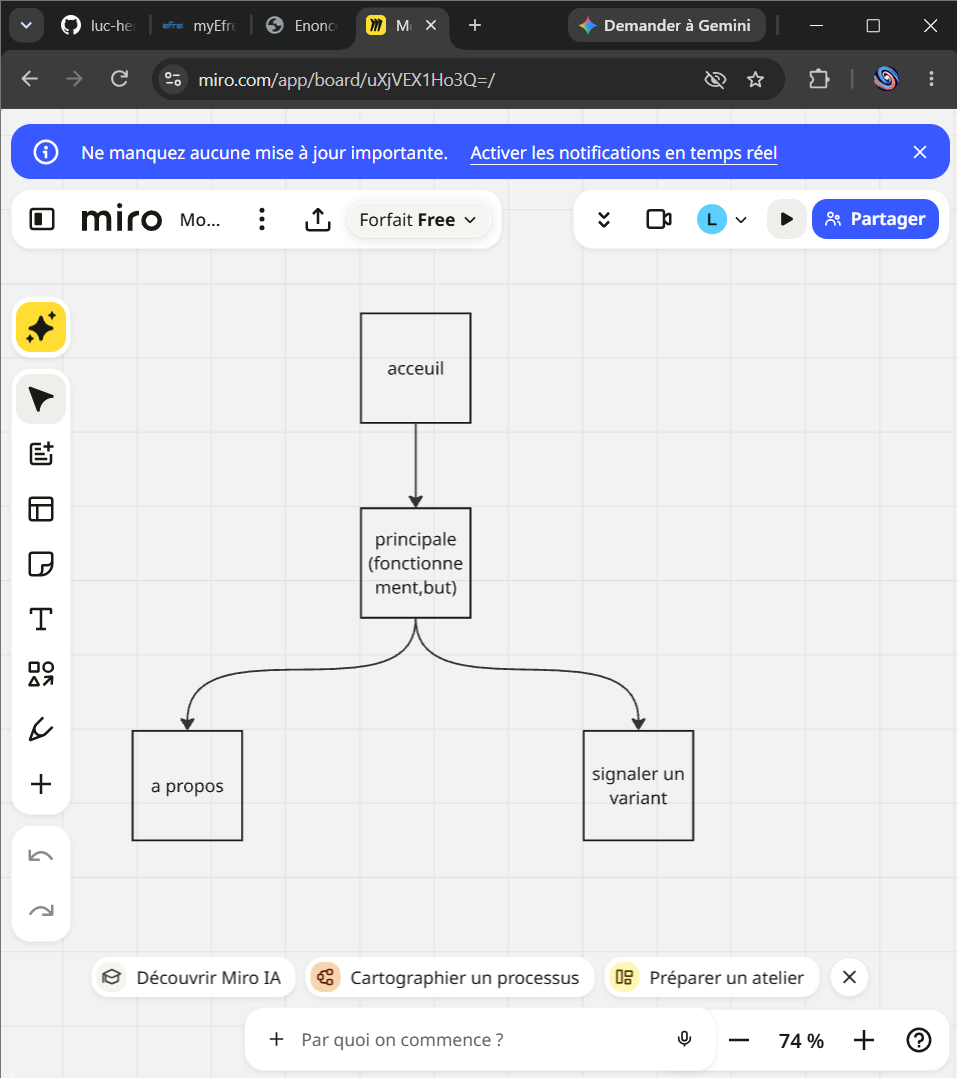 luc-he
efrei
myEfre
Enonc
M
Demander à Gemini
miro.com/app/board/uXjVEX1Ho3Q=/
Ne manquez aucune mise à jour importante. Activer les notifications en temps réel
miro
Mo...
Forfait Free
L
Partager
acceuil
principale
(fonctionne
ment,but)
a propos
signaler un
variant
Découvrir Miro IA
Cartographier un processus
Préparer un atelier
Par quoi on commence ?
74 %